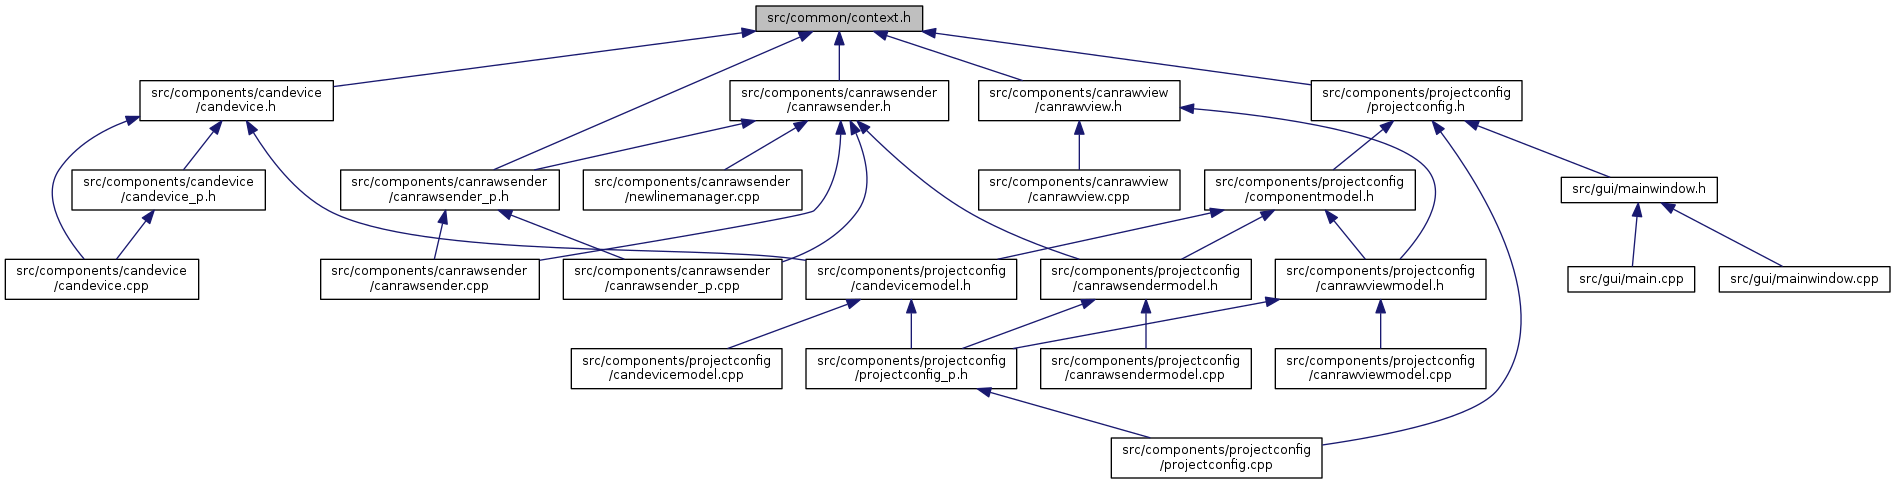 src/common/context.h
src/components/candevice
/candevice.h
src/components/canrawsender
/canrawsender.h
src/components/canrawview
/canrawview.h
src/components/projectconfig
/projectconfig.h
src/components/candevice
/candevice_p.h
src/components/canrawsender
/canrawsender_p.h
src/components/canrawsender
/newlinemanager.cpp
src/components/canrawview
/canrawview.cpp
src/components/projectconfig
/componentmodel.h
src/gui/mainwindow.h
src/components/candevice
/candevice.cpp
src/components/canrawsender
/canrawsender.cpp
src/components/canrawsender
/canrawsender_p.cpp
src/components/projectconfig
/candevicemodel.h
src/components/projectconfig
/canrawsendermodel.h
src/components/projectconfig
/canrawviewmodel.h
src/gui/main.cpp
src/gui/mainwindow.cpp
src/components/projectconfig
/candevicemodel.cpp
src/components/projectconfig
/projectconfig_p.h
src/components/projectconfig
/canrawsendermodel.cpp
src/components/projectconfig
/canrawviewmodel.cpp
src/components/projectconfig
/projectconfig.cpp